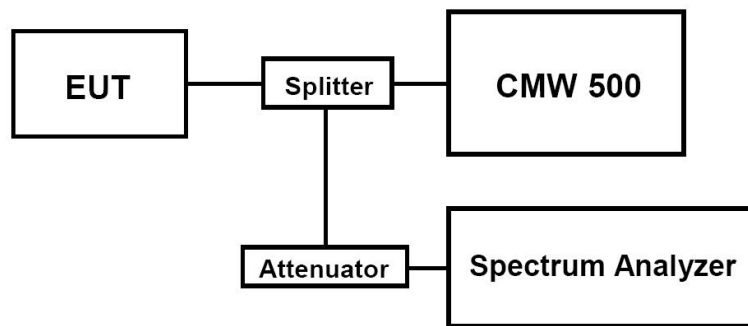 EUT
Splitter
CMW 500
Attenuator
Spectrum Analyzer